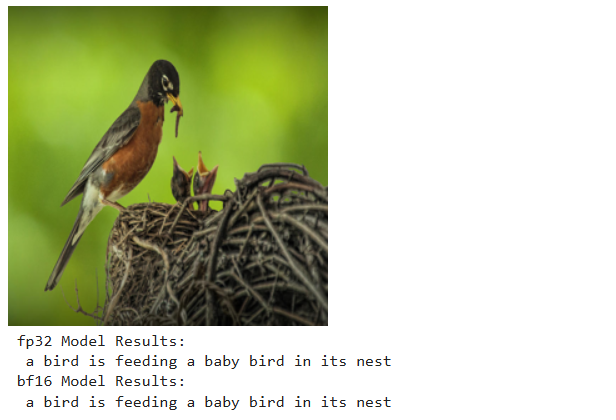 fp32 Model Results:
a bird is feeding a baby bird in its nest
bf16 Model Results:
a bird is feeding a baby bird in its nest